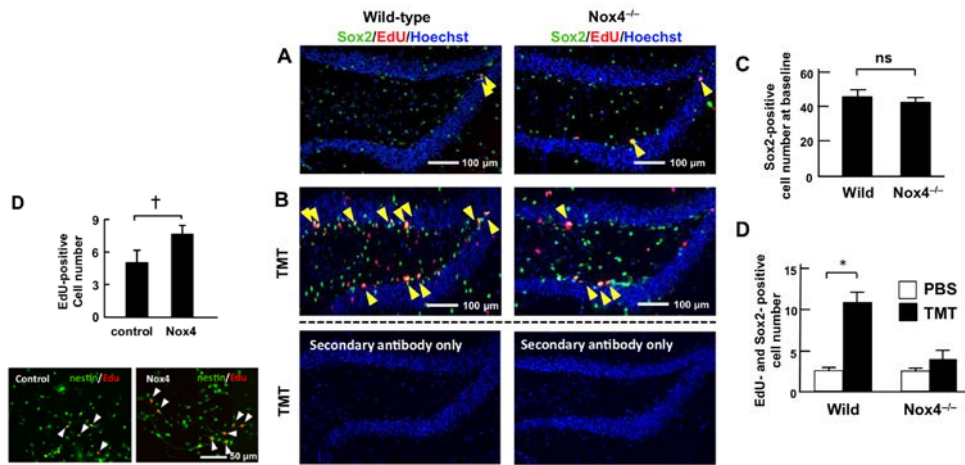 Wild-type
Nox4–/–
Sox2/EdU/Hoechst
Sox2/EdU/Hoechst
A
100 µm
100 µm
C
ns
Sox2-positive
cell number at baseline
60
40
20
0
Wild
Nox4–/–
B
TMT
100 µm
100 µm
TMT
Secondary antibody only
Secondary antibody only
D
†
EdU-positive
Cell number
9
6
3
0
control
Nox4
Control
nestin/Edu
Nox4
nestin/Edu
50 µm
D
*
EdU- and Sox2- positive
cell number
15
10
5
0
PBS
TMT
Wild
Nox4–/–